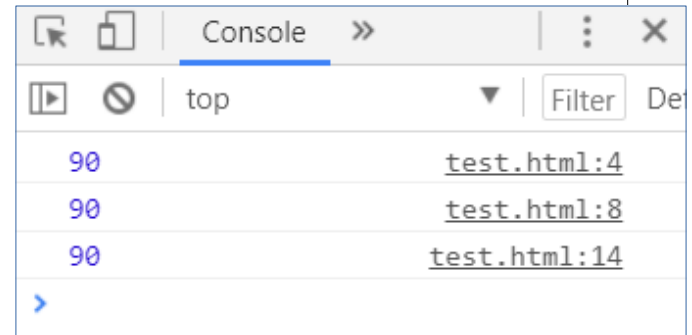 Console »
top ▼ Filter Def
90 test.html:4
90 test.html:8
90 test.html:14
>